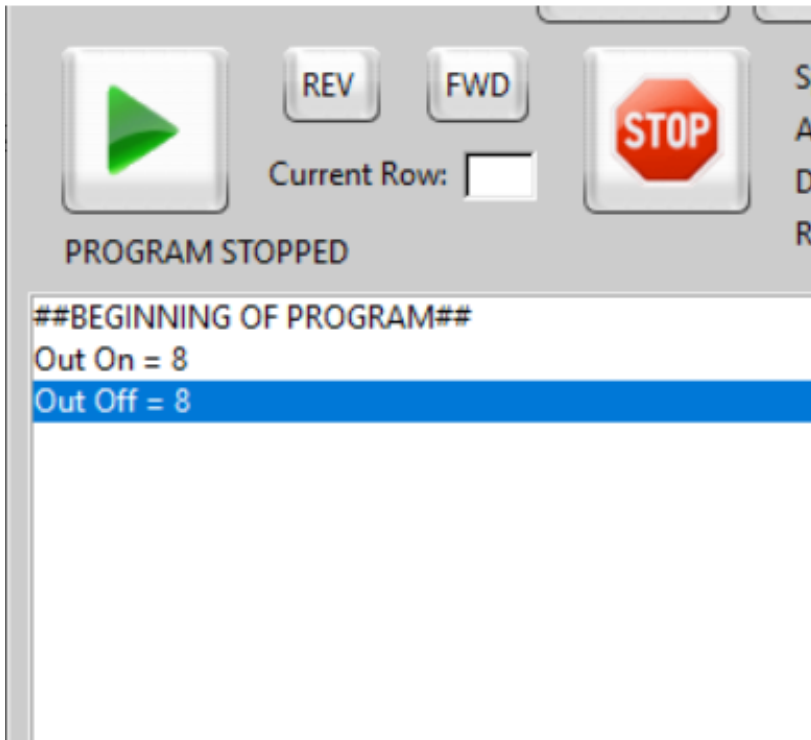 REV
FWD
STOP
Current Row:
PROGRAM STOPPED
S
A
D
R
##BEGINNING OF PROGRAM##
Out On = 8
Out Off = 8